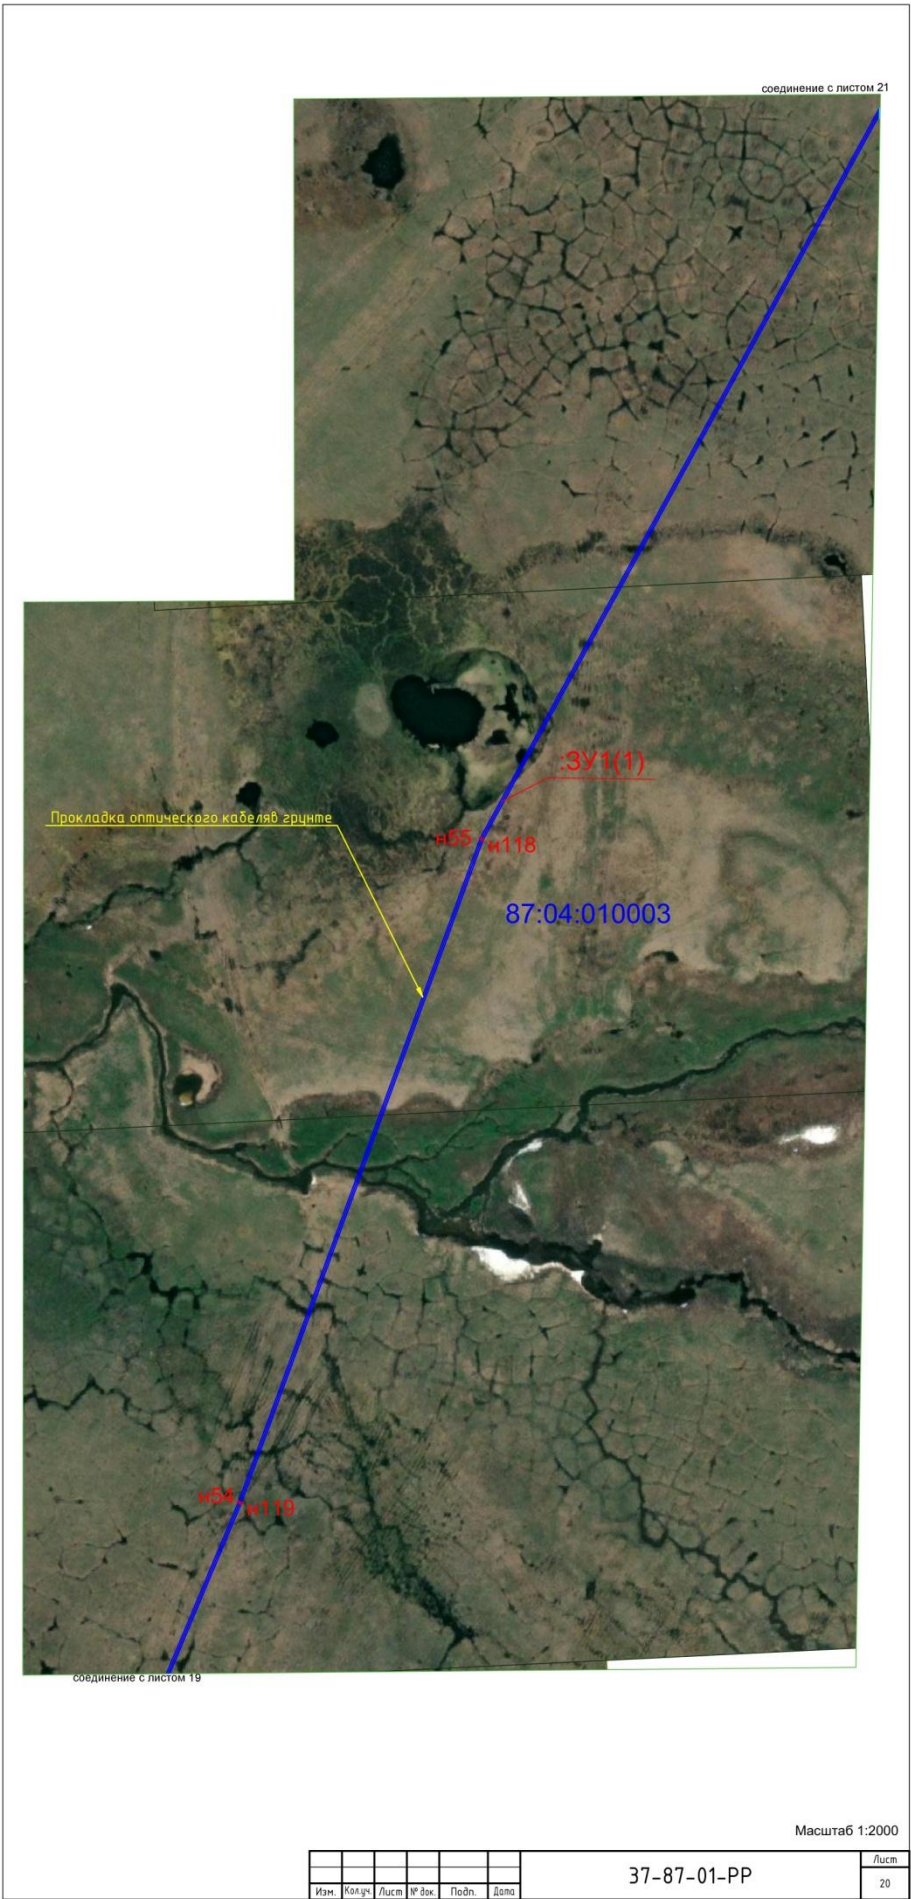 соединение с листом 21
:ЗУ1(1)
Прокладка оптического кабеляв грунте
н55
н118
87:04:010003
н54
н119
соединение с листом 19
Масштаб 1:2000
37-87-01-РР
Лист
20
Изм. Кол.уч. Лист № док. Подп. Дата